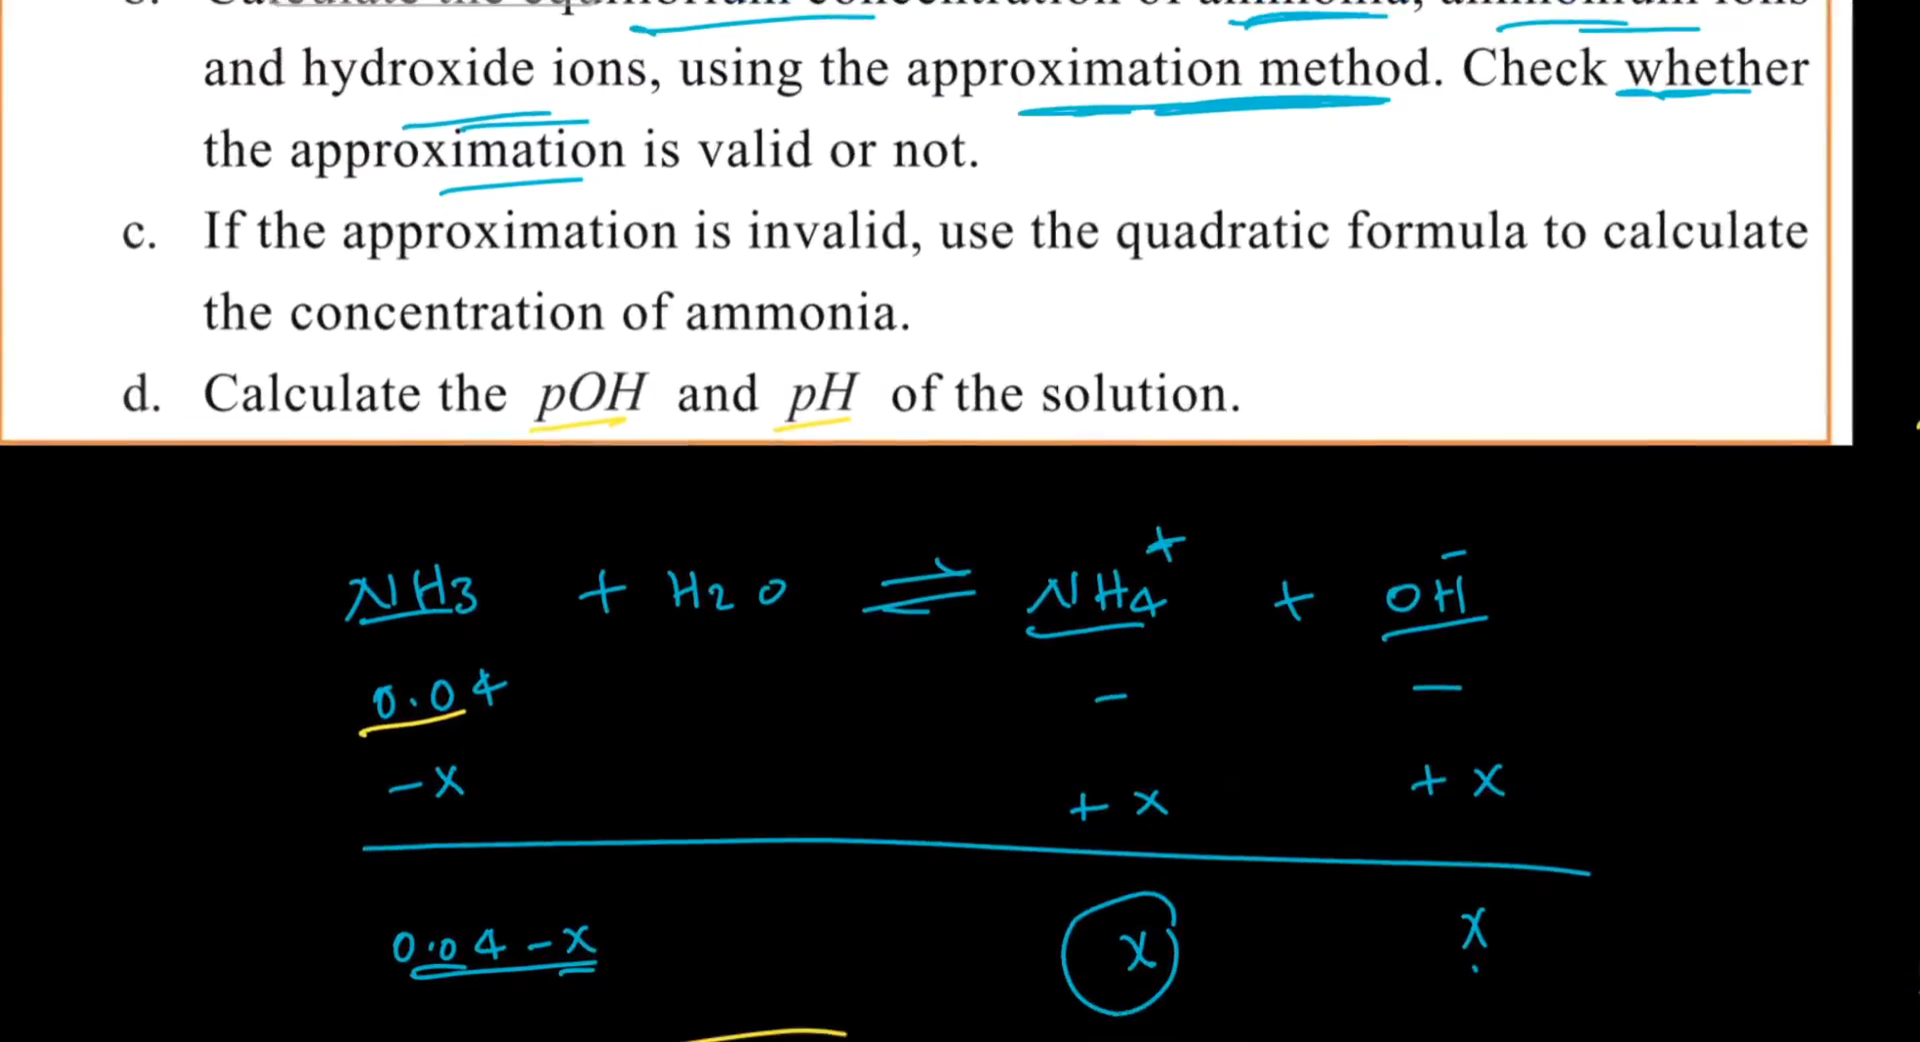 and hydroxide ions, using the approximation method. Check whether
the approximation is valid or not.
c. If the approximation is invalid, use the quadratic formula to calculate
the concentration of ammonia.
d. Calculate the pOH and pH of the solution.
NH3 + H2O ⇌ NH4⁺ + OH⁻
0.04 − −
−x +x +x
0.04 − x x x